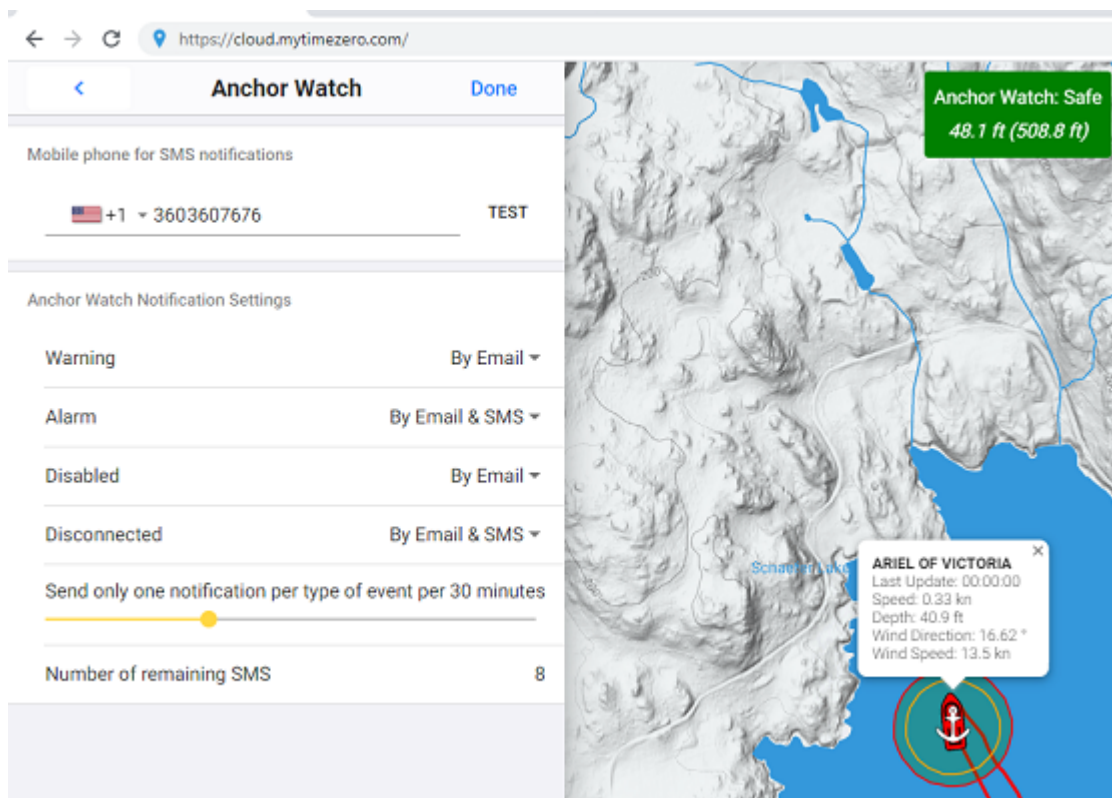 https://cloud.mytimezero.com/
Anchor Watch
Done
Mobile phone for SMS notifications
+1 3603607676
TEST
Anchor Watch Notification Settings
Warning By Email
Alarm By Email & SMS
Disabled By Email
Disconnected By Email & SMS
Send only one notification per type of event per 30 minutes
Number of remaining SMS 8
Anchor Watch: Safe
48.1 ft (508.8 ft)
Schaefer Lake
ARIEL OF VICTORIA
Last Update: 00:00:00
Speed: 0.33 kn
Depth: 40.9 ft
Wind Direction: 16.62 °
Wind Speed: 13.5 kn